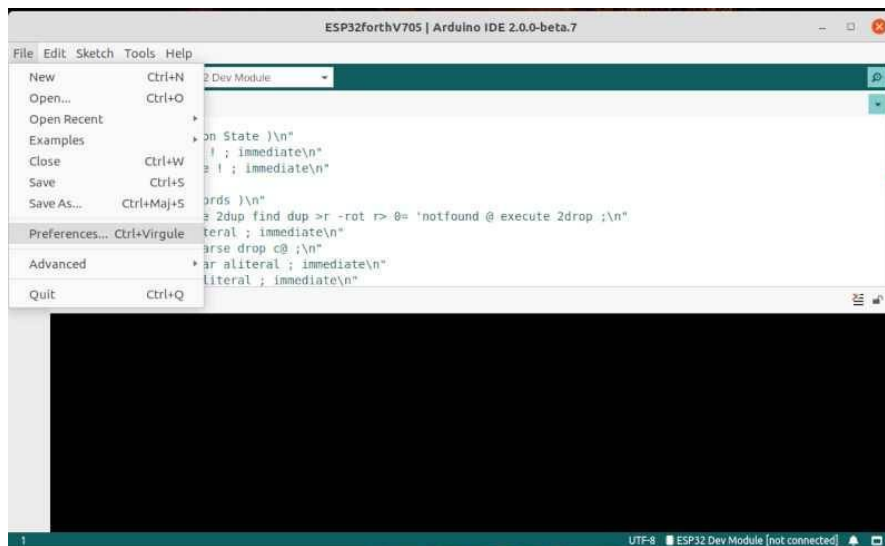 ESP32forthV705 | Arduino IDE 2.0.0-beta.7
File Edit Sketch Tools Help
New Ctrl+N
Open... Ctrl+O
Open Recent
Examples
Close Ctrl+W
Save Ctrl+S
Save As... Ctrl+Maj+S
Preferences... Ctrl+Virgule
Advanced
Quit Ctrl+Q
2 Dev Module
on State )\n"
! ; immediate\n"
e ! ; immediate\n"
ords )\n"
e 2dup find dup >r -rot r> 0= 'notfound @ execute 2drop ;\n"
teral ; immediate\n"
arse drop c@ ;\n"
ar aliteral ; immediate\n"
literal ; immediate\n"
1 UTF-8 ESP32 Dev Module [not connected]